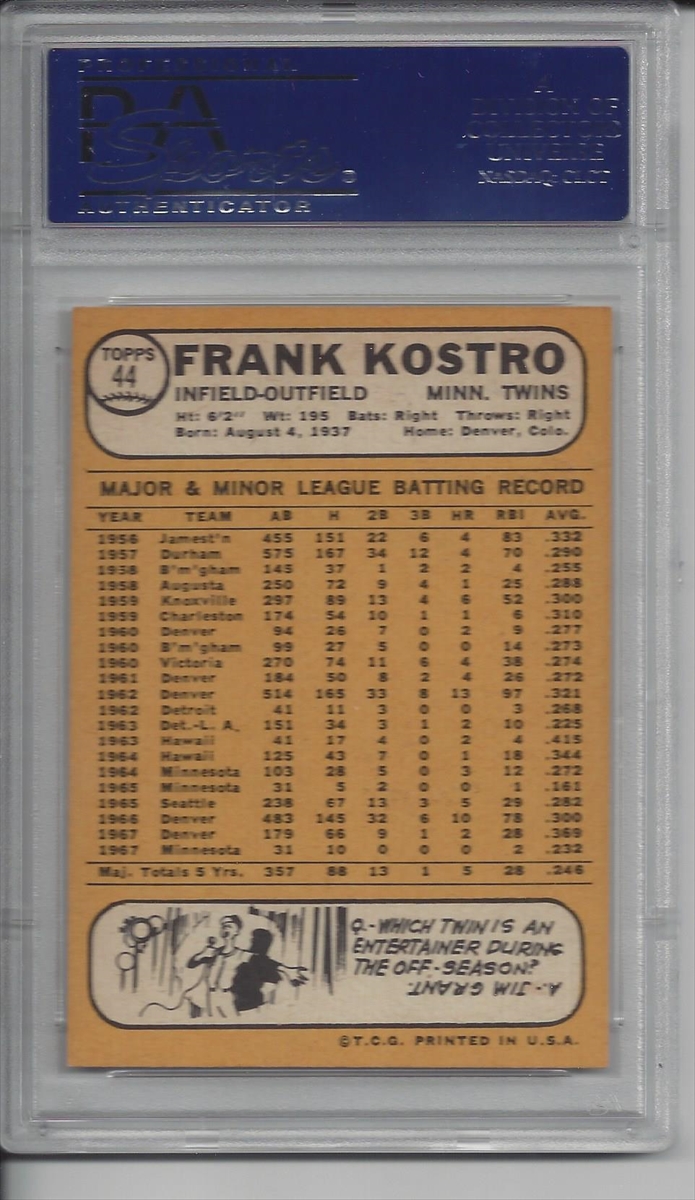 PROFESSIONAL
PSA
Sports
AUTHENTICATOR
A
DIVISION OF
COLLECTORS
UNIVERSE
NASDAQ: CLCT
TOPPS
44
FRANK KOSTRO
INFIELD-OUTFIELD MINN. TWINS
Ht: 6'2" Wt: 195 Bats: Right Throws: Right
Born: August 4, 1937 Home: Denver, Colo.
MAJOR & MINOR LEAGUE BATTING RECORD
YEAR TEAM AB H 2B 3B HR RBI AVG.
1956 Jamest'n 455 151 22 6 4 83 .332
1957 Durham 575 167 34 12 4 70 .290
1958 B'm'gham 145 37 1 2 2 4 .255
1958 Augusta 250 72 9 4 1 25 .288
1959 Knoxville 297 89 13 4 6 52 .300
1959 Charleston 174 54 10 1 1 6 .310
1960 Denver 94 26 7 0 2 9 .277
1960 B'm'gham 99 27 5 0 0 14 .273
1960 Victoria 270 74 11 6 4 38 .274
1961 Denver 184 50 8 2 4 26 .272
1962 Denver 514 165 33 8 13 97 .321
1962 Detroit 41 11 3 0 0 3 .268
1963 Det.-L. A. 151 34 3 1 2 10 .225
1963 Hawaii 41 17 4 0 2 4 .415
1964 Hawaii 125 43 7 0 1 18 .344
1964 Minnesota 103 28 5 0 3 12 .272
1965 Minnesota 31 5 2 0 0 1 .161
1965 Seattle 238 67 13 3 5 29 .282
1966 Denver 483 145 32 6 10 78 .300
1967 Denver 179 66 9 1 2 28 .369
1967 Minnesota 31 10 0 0 0 2 .232
Maj. Totals 5 Yrs. 357 88 13 1 5 28 .246
Q.-WHICH TWIN IS AN
ENTERTAINER DURING
THE OFF-SEASON?
A.-JIM GRANT.
©T.C.G. PRINTED IN U.S.A.